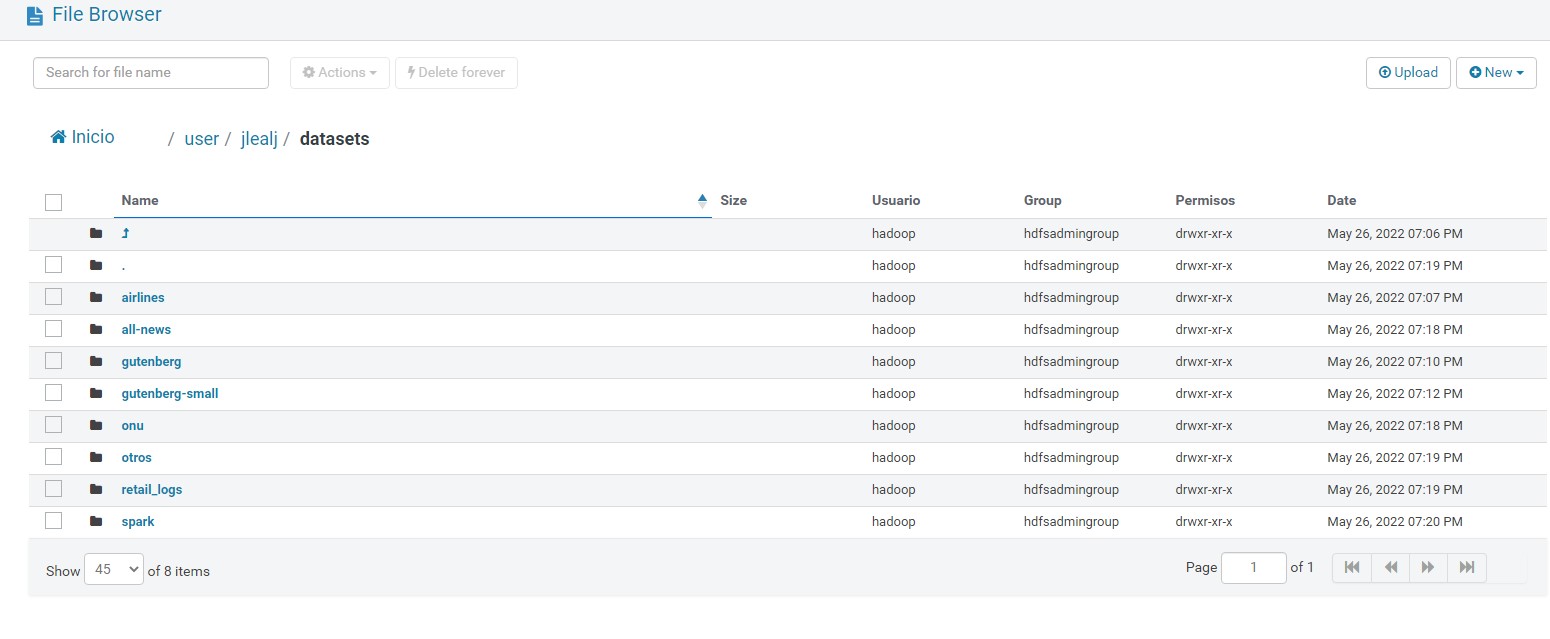 File Browser
Search for file name Actions Delete forever Upload New
Inicio / user / jlealj / datasets
Name Size Usuario Group Permisos Date
hadoop hdfsadmingroup drwxr-xr-x May 26, 2022 07:06 PM
. hadoop hdfsadmingroup drwxr-xr-x May 26, 2022 07:19 PM
airlines hadoop hdfsadmingroup drwxr-xr-x May 26, 2022 07:07 PM
all-news hadoop hdfsadmingroup drwxr-xr-x May 26, 2022 07:18 PM
gutenberg hadoop hdfsadmingroup drwxr-xr-x May 26, 2022 07:10 PM
gutenberg-small hadoop hdfsadmingroup drwxr-xr-x May 26, 2022 07:12 PM
onu hadoop hdfsadmingroup drwxr-xr-x May 26, 2022 07:18 PM
otros hadoop hdfsadmingroup drwxr-xr-x May 26, 2022 07:19 PM
retail_logs hadoop hdfsadmingroup drwxr-xr-x May 26, 2022 07:19 PM
spark hadoop hdfsadmingroup drwxr-xr-x May 26, 2022 07:20 PM
Show 45 of 8 items Page 1 of 1